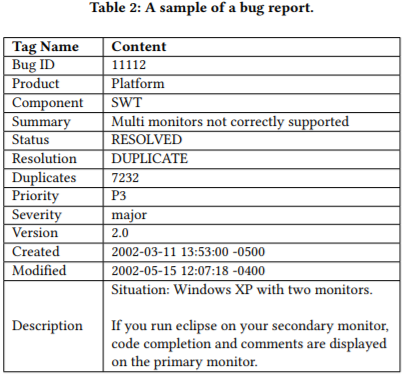 Table 2: A sample of a bug report.
Tag Name Content
Bug ID 11112
Product Platform
Component SWT
Summary Multi monitors not correctly supported
Status RESOLVED
Resolution DUPLICATE
Duplicates 7232
Priority P3
Severity major
Version 2.0
Created 2002-03-11 13:53:00 -0500
Modified 2002-05-15 12:07:18 -0400
Description Situation: Windows XP with two monitors.
If you run eclipse on your secondary monitor,
code completion and comments are displayed
on the primary monitor.